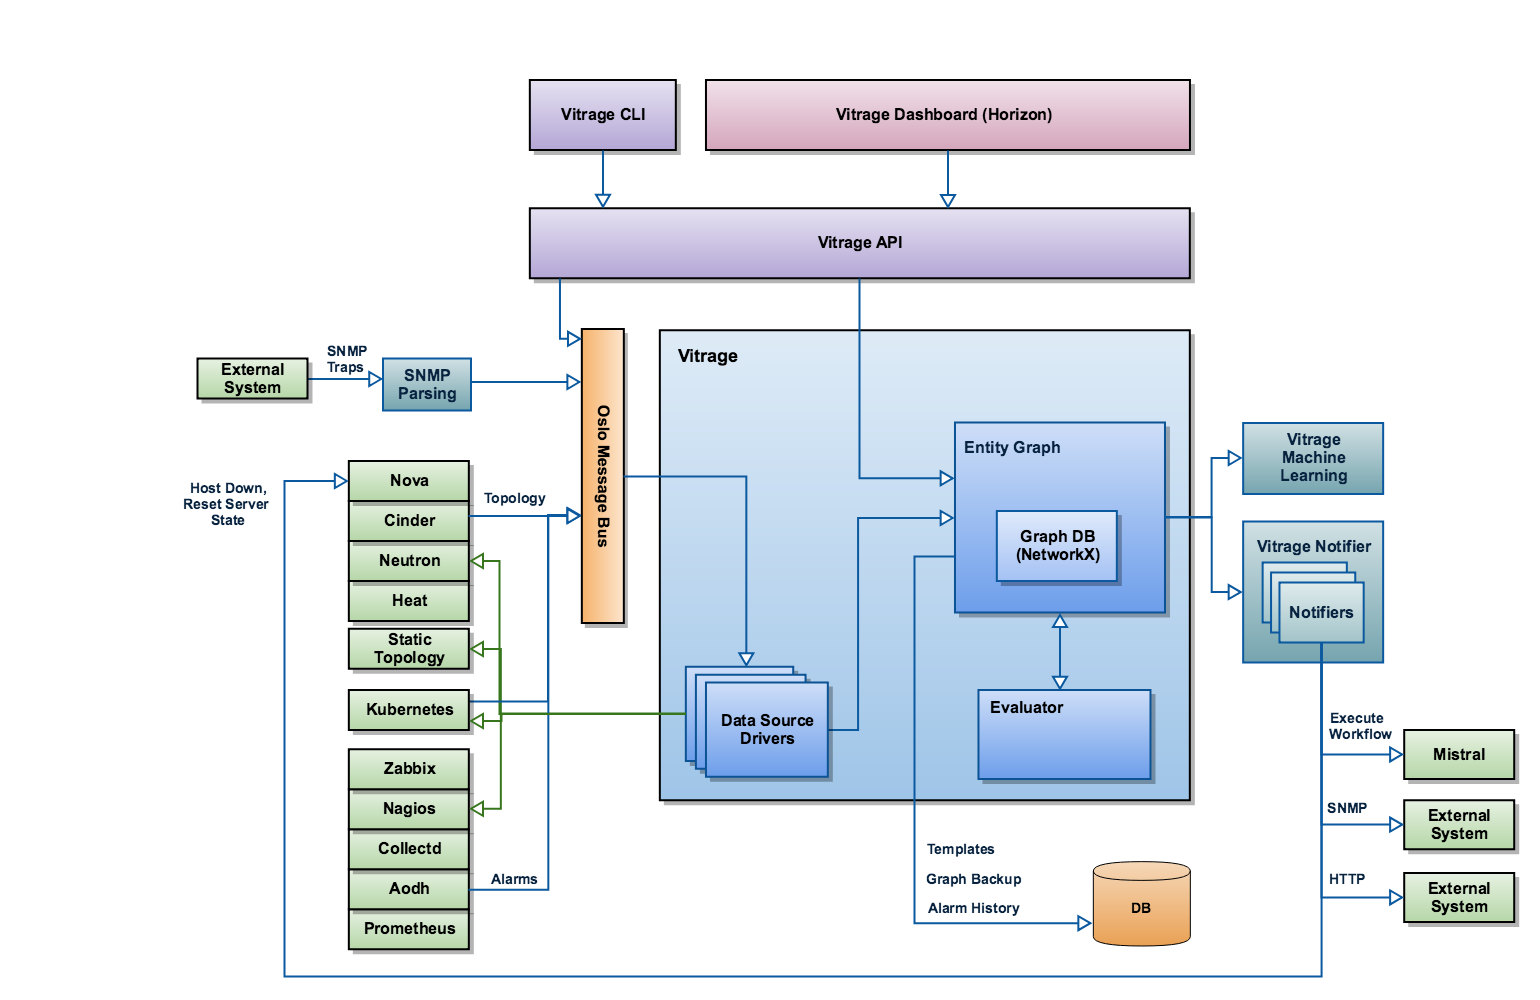 Vitrage CLI
Vitrage Dashboard (Horizon)
Vitrage API
External
System
SNMP
Traps
SNMP
Parsing
Oslo Message Bus
Vitrage
Entity Graph
Graph DB
(NetworkX)
Evaluator
Data Source
Drivers
Vitrage
Machine
Learning
Vitrage Notifier
Notifiers
Host Down,
Reset Server
State
Nova
Cinder
Neutron
Heat
Static
Topology
Kubernetes
Zabbix
Nagios
Collectd
Aodh
Prometheus
Topology
Alarms
Templates
Graph Backup
Alarm History
DB
Execute
Workflow
Mistral
SNMP
External
System
HTTP
External
System